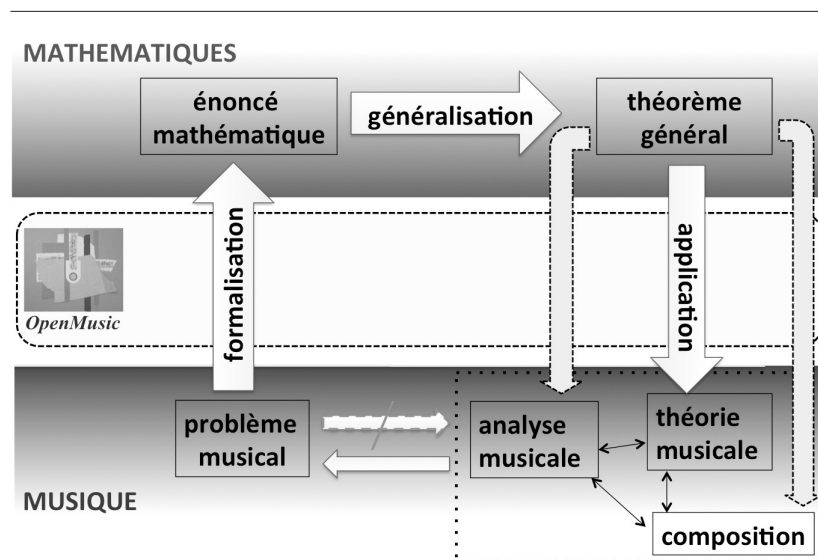 MATHEMATIQUES
énoncé
mathématique
généralisation
théorème
général
formalisation
application
OpenMusic
problème
musical
analyse
musicale
théorie
musicale
MUSIQUE
composition